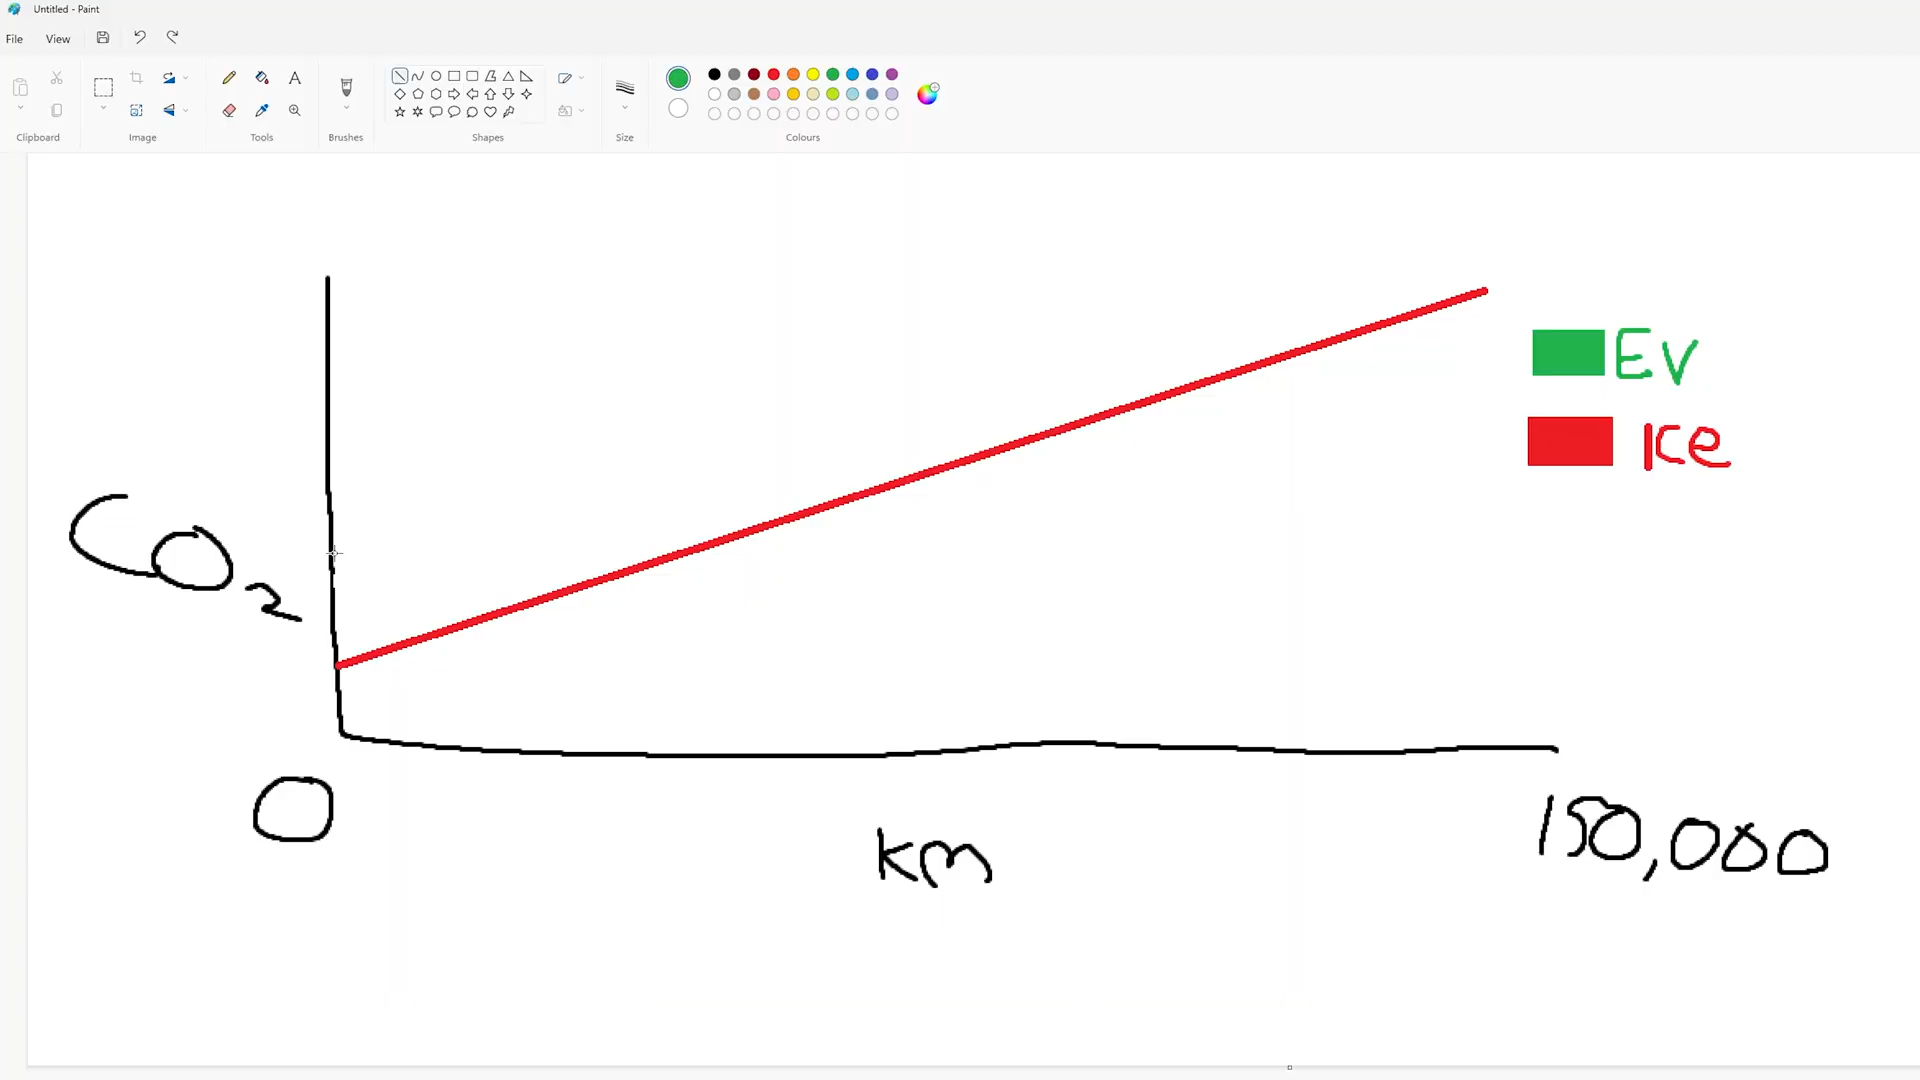 Untitled - Paint
File View
Clipboard Image Tools Brushes Shapes Size Colours
EV
Ice
CO2
0
km
150,000